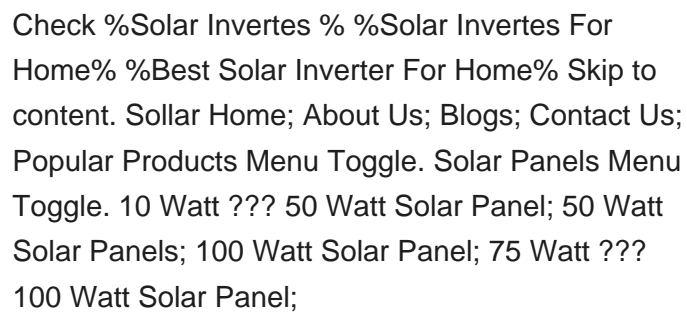 Check %Solar Invertes % %Solar Invertes For
Home% %Best Solar Inverter For Home% Skip to
content. Sollar Home; About Us; Blogs; Contact Us;
Popular Products Menu Toggle. Solar Panels Menu
Toggle. 10 Watt ??? 50 Watt Solar Panel; 50 Watt
Solar Panels; 100 Watt Solar Panel; 75 Watt ???
100 Watt Solar Panel;